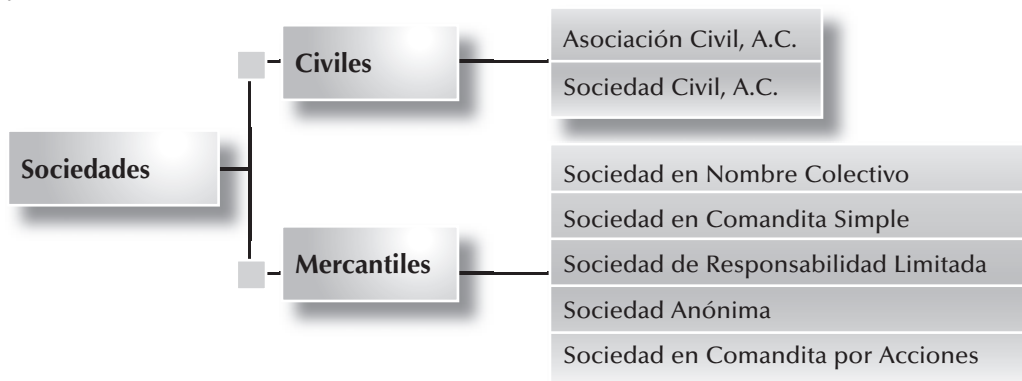 Sociedades
Civiles
Asociación Civil, A.C.
Sociedad Civil, A.C.
Mercantiles
Sociedad en Nombre Colectivo
Sociedad en Comandita Simple
Sociedad de Responsabilidad Limitada
Sociedad Anónima
Sociedad en Comandita por Acciones